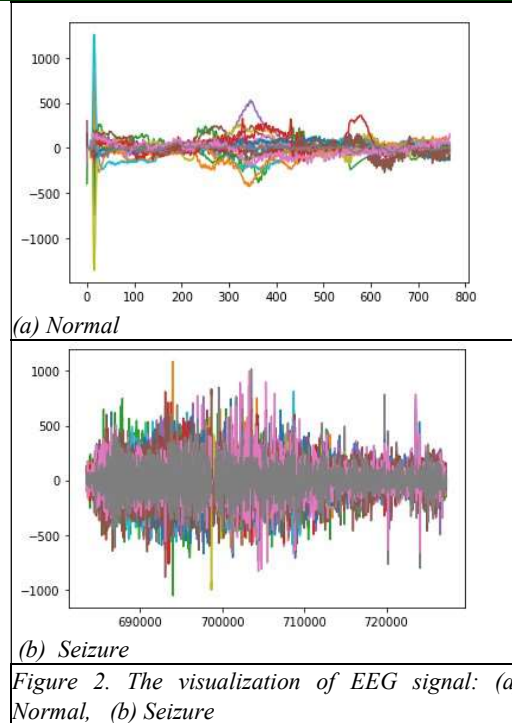 1000
500
0
−500
−1000
0 100 200 300 400 500 600 700 800
(a) Normal
1000
500
0
−500
−1000
690000 700000 710000 720000
(b) Seizure
Figure 2. The visualization of EEG signal: (a
Normal, (b) Seizure